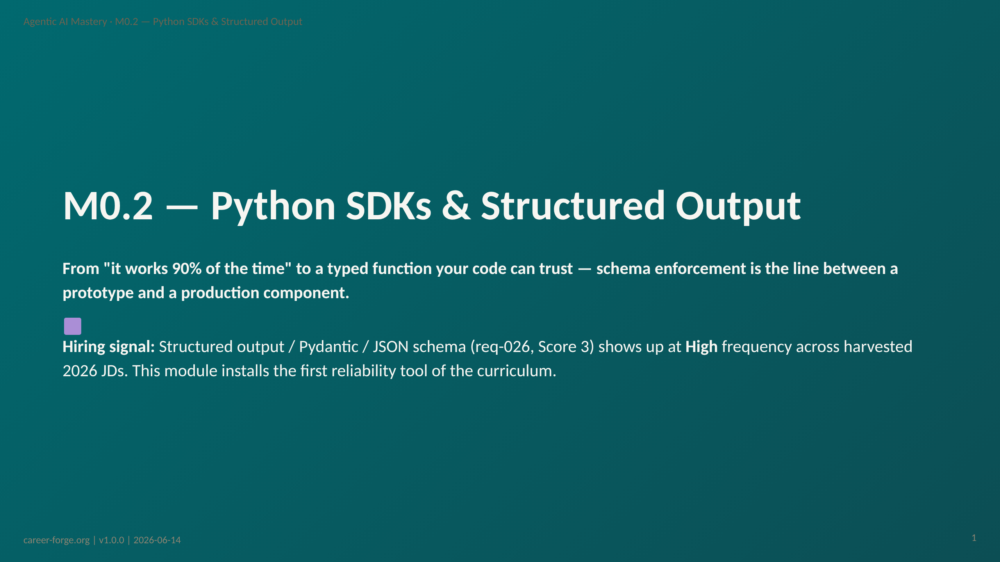 Agentic AI Mastery · M0.2 — Python SDKs & Structured Output
M0.2 — Python SDKs & Structured Output
From "it works 90% of the time" to a typed function your code can trust — schema enforcement is the line between a
prototype and a production component.
Hiring signal: Structured output / Pydantic / JSON schema (req-026, Score 3) shows up at High frequency across harvested
2026 JDs. This module installs the first reliability tool of the curriculum.
career-forge.org | v1.0.0 | 2026-06-14
1